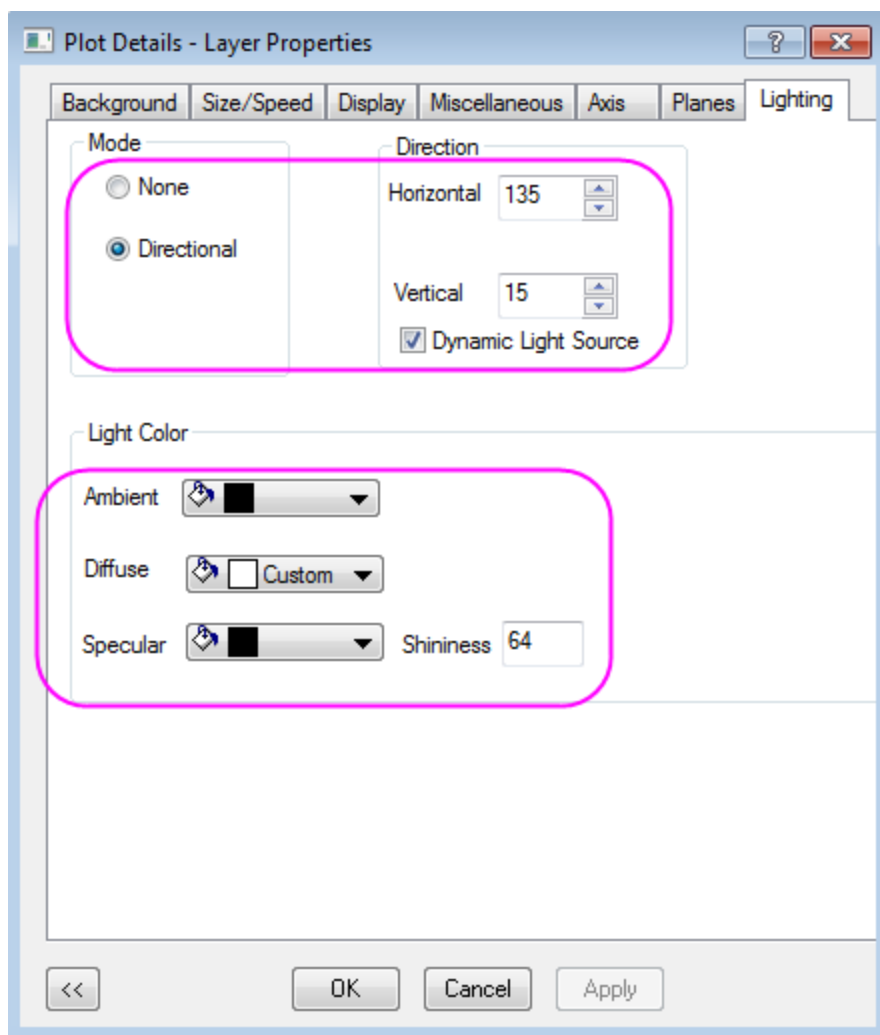 Plot Details - Layer Properties
Background Size/Speed Display Miscellaneous Axis Planes Lighting
Mode
None
Directional
Direction
Horizontal 135
Vertical 15
Dynamic Light Source
Light Color
Ambient
Diffuse Custom
Specular Shininess 64
<< OK Cancel Apply